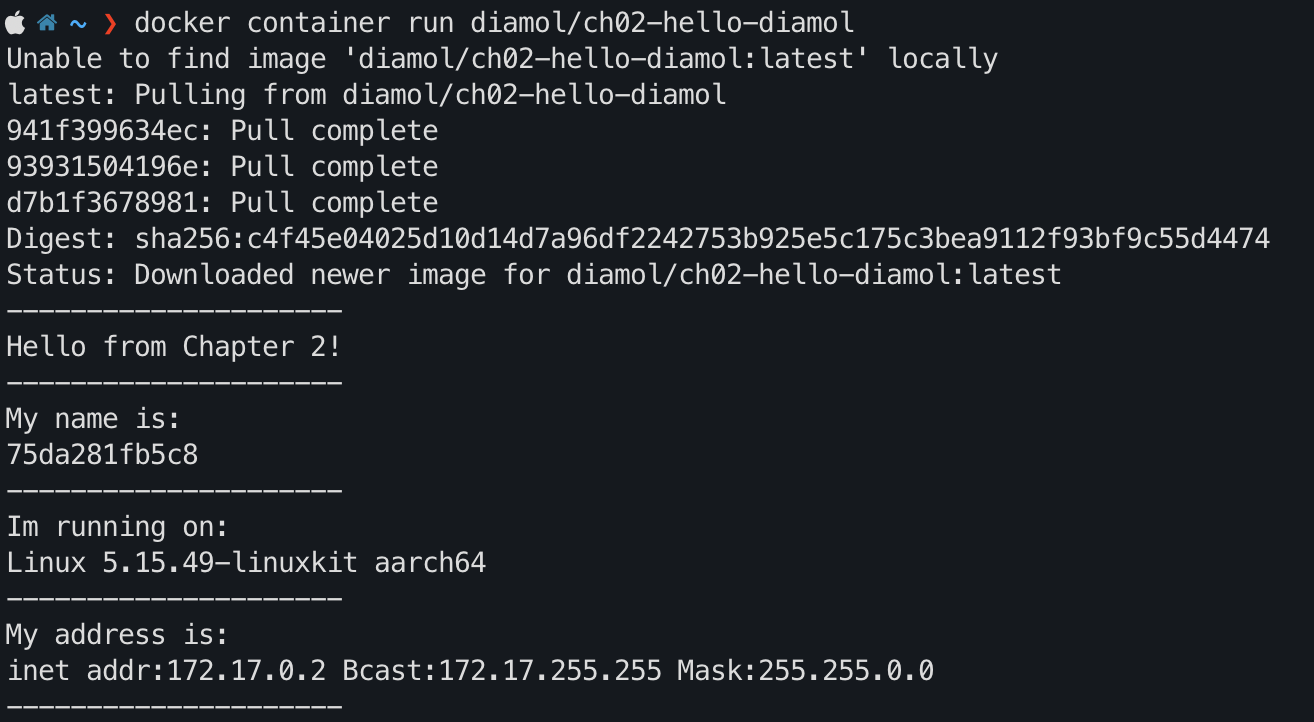 ~ ❯ docker container run diamol/ch02-hello-diamol
Unable to find image 'diamol/ch02-hello-diamol:latest' locally
latest: Pulling from diamol/ch02-hello-diamol
941f399634ec: Pull complete
93931504196e: Pull complete
d7b1f3678981: Pull complete
Digest: sha256:c4f45e04025d10d14d7a96df2242753b925e5c175c3bea9112f93bf9c55d4474
Status: Downloaded newer image for diamol/ch02-hello-diamol:latest
---------------------
Hello from Chapter 2!
---------------------
My name is:
75da281fb5c8
---------------------
Im running on:
Linux 5.15.49-linuxkit aarch64
---------------------
My address is:
inet addr:172.17.0.2 Bcast:172.17.255.255 Mask:255.255.0.0
---------------------